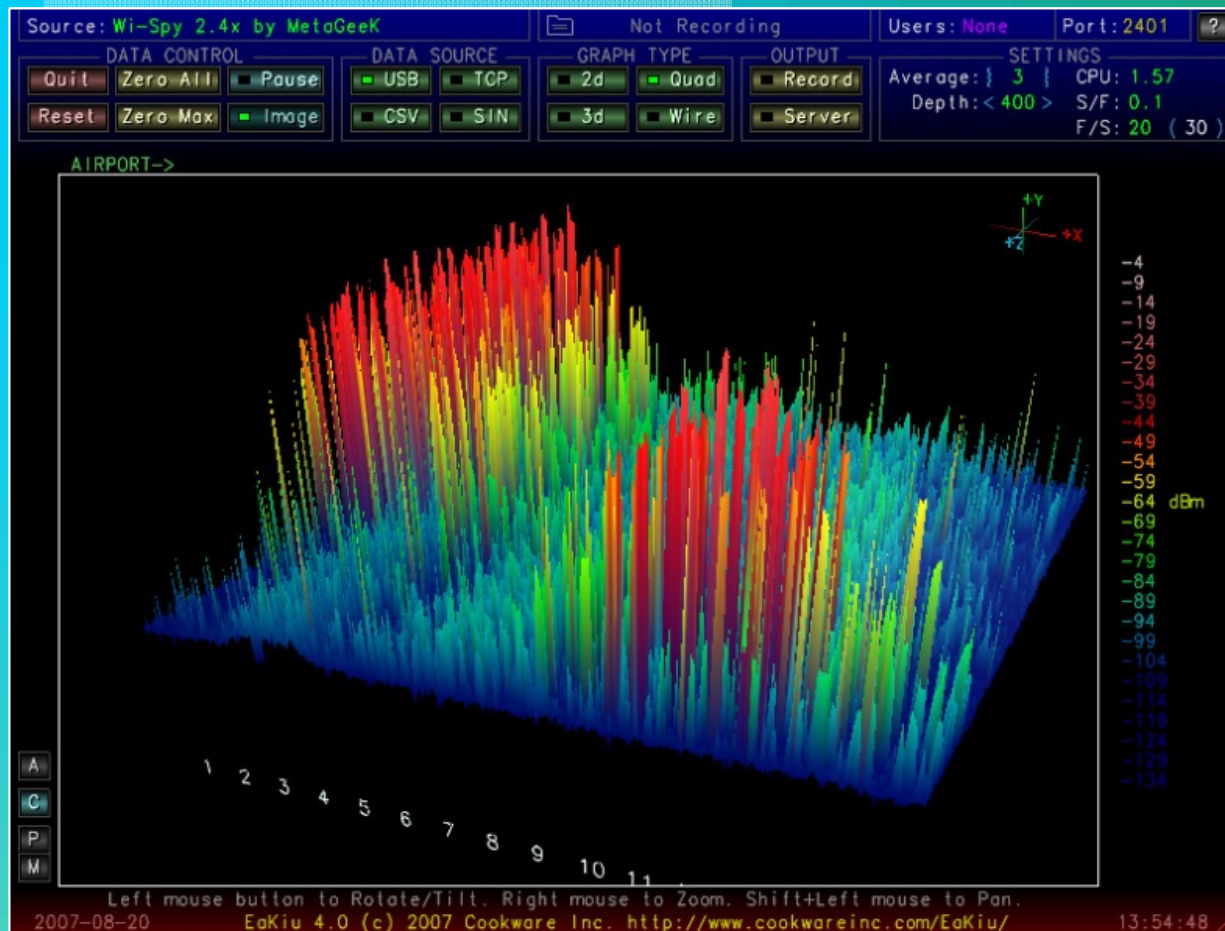 Source: Wi-Spy 2.4x by MetaGeeK
Not Recording
Users: None
Port: 2401
?
DATA CONTROL
DATA SOURCE
GRAPH TYPE
OUTPUT
SETTINGS
Quit Zero All Pause
USB TCP
2d Quad
Record
Average: 3 CPU: 1.57
Reset Zero Max Image
CSV SIN
3d Wire
Server
Depth: < 400 > S/F: 0.1
F/S: 20 ( 30 )
AIRPORT->
+Y
+X
+Z
-4
-9
-14
-19
-24
-29
-34
-39
-44
-49
-54
-59
-64 dBm
-69
-74
-79
-84
-89
-94
-99
-104
-109
-114
-119
-124
-129
-134
A
C
P
M
1 2 3 4 5 6 7 8 9 10 11
Left mouse button to Rotate/Tilt. Right mouse to Zoom. Shift+Left mouse to Pan.
2007-08-20 EaKiu 4.0 (c) 2007 Cookware Inc. http://www.cookwareinc.com/EaKiu/ 13:54:48